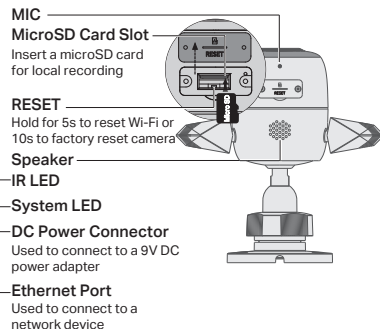 MIC
MicroSD Card Slot
Insert a microSD card
for local recording
RESET
RESET
RESET
Hold for 5s to reset Wi-Fi or
10s to factory reset camera
Speaker
IR LED
System LED
DC Power Connector
Used to connect to a 9V DC
power adapter
Ethernet Port
Used to connect to a
network device